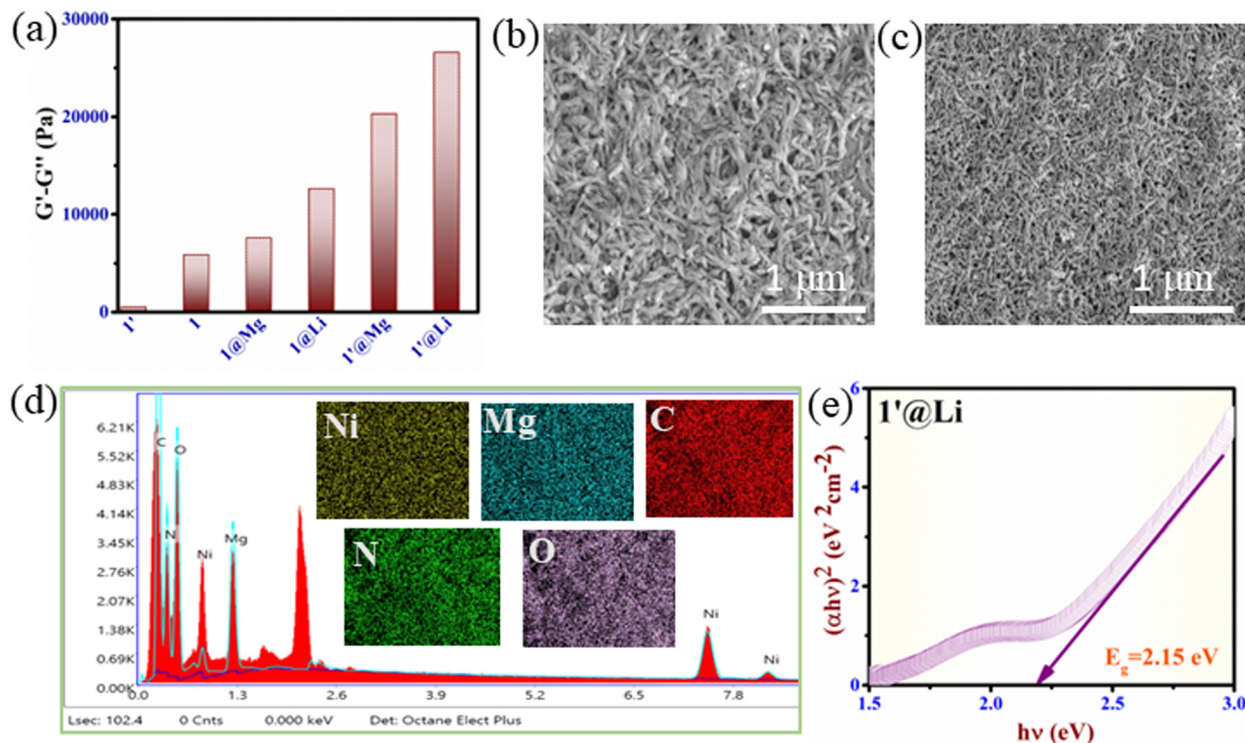 (a)
30000
20000
10000
0
G'-G'' (Pa)
1'
1
1@Mg
1@Li
1'@Mg
1'@Li
(b)
1 μm
(c)
1 μm
(d)
6.21K
5.52K
4.83K
4.14K
3.45K
2.76K
2.07K
1.38K
0.69K
0.00K
C
O
N
Ni
Mg
Ni
Ni
Ni
Mg
C
N
O
0.0
1.3
2.6
3.9
5.2
6.5
7.8
Lsec: 102.4 0 Cnts 0.000 keV Det: Octane Elect Plus
(e)
1'@Li
6
4
2
0
(αhν)² (eV ²cm⁻²)
E_g=2.15 eV
1.5
2.0
2.5
3.0
hν (eV)